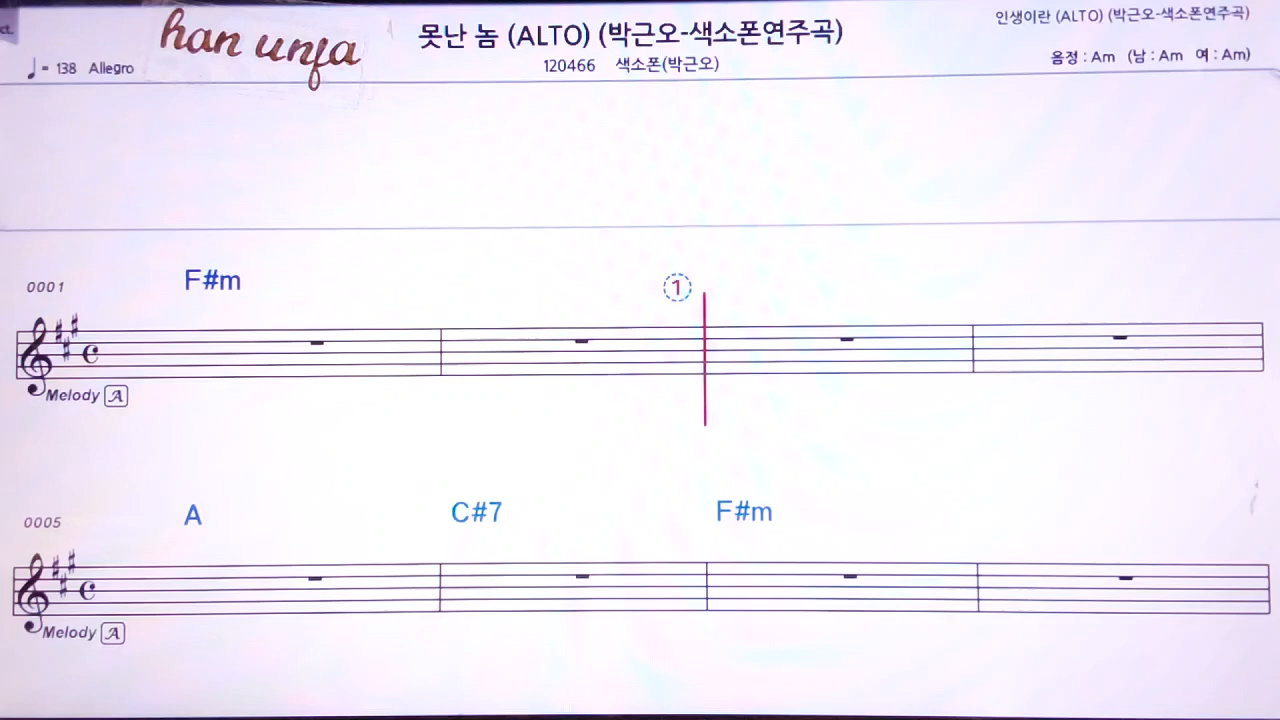 ct.
han unfa
못난 놈 (ALTO) (박근오-색소폰연주곡)
인생이란 (ALTO) (박근오-색소폰연주곡)
♩= 138 Allegro
120466 색소폰(박근오)
음정 : Am (남 : Am 여 : Am)
0001 F#m
1
Melody A
0005 A C#7 F#m
Melody A